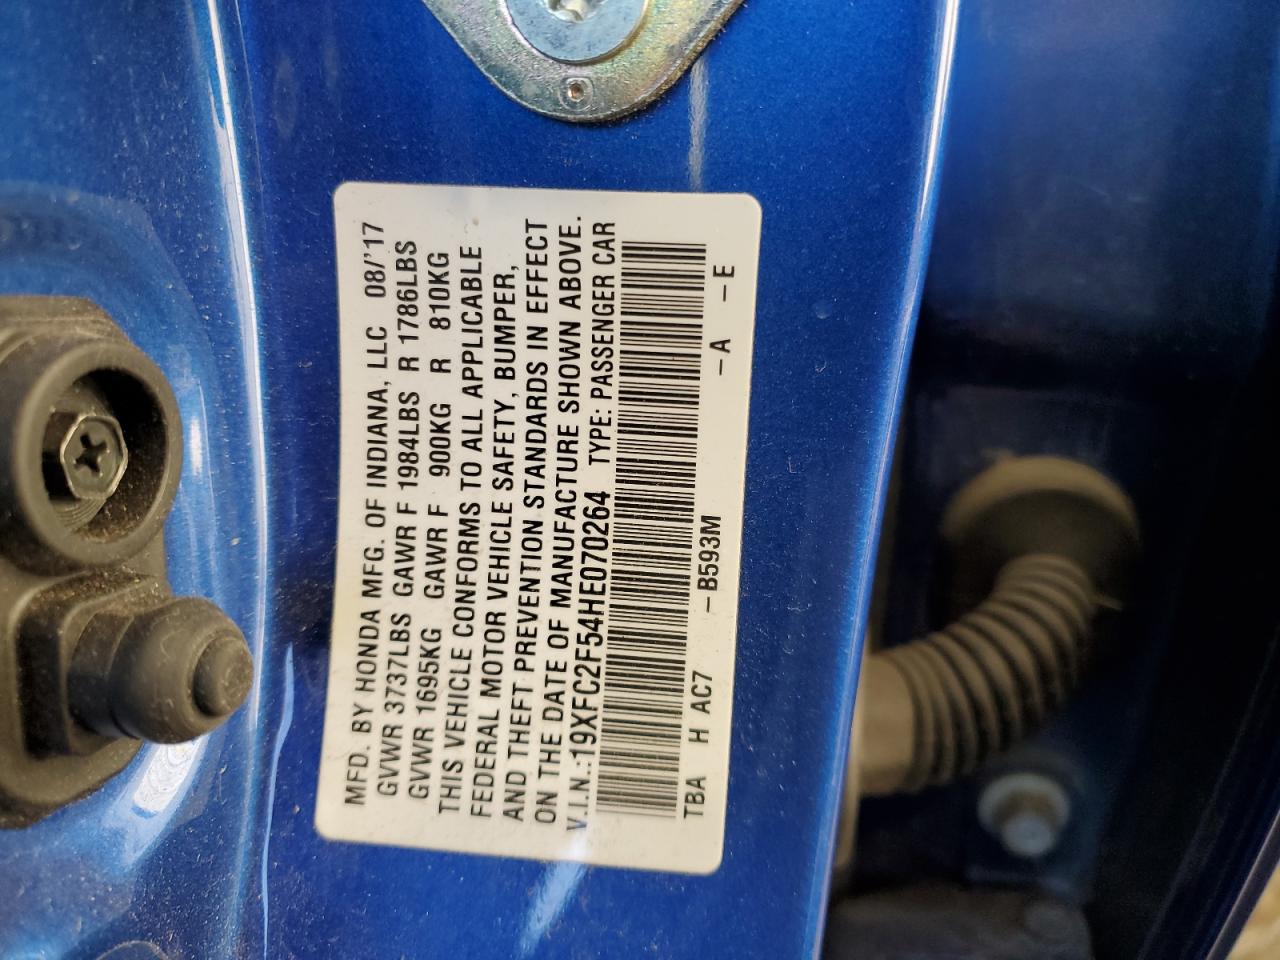 MFD. BY HONDA MFG. OF INDIANA, LLC 08/'17
GVWR 3737LBS GAWR F 1984LBS R 1786LBS
GVWR 1695KG GAWR F 900KG R 810KG
THIS VEHICLE CONFORMS TO ALL APPLICABLE
FEDERAL MOTOR VEHICLE SAFETY, BUMPER,
AND THEFT PREVENTION STANDARDS IN EFFECT
ON THE DATE OF MANUFACTURE SHOWN ABOVE.
V.I.N.:19XFC2F54HE070264 TYPE: PASSENGER CAR
TBA H AC7 –B593M –A –E